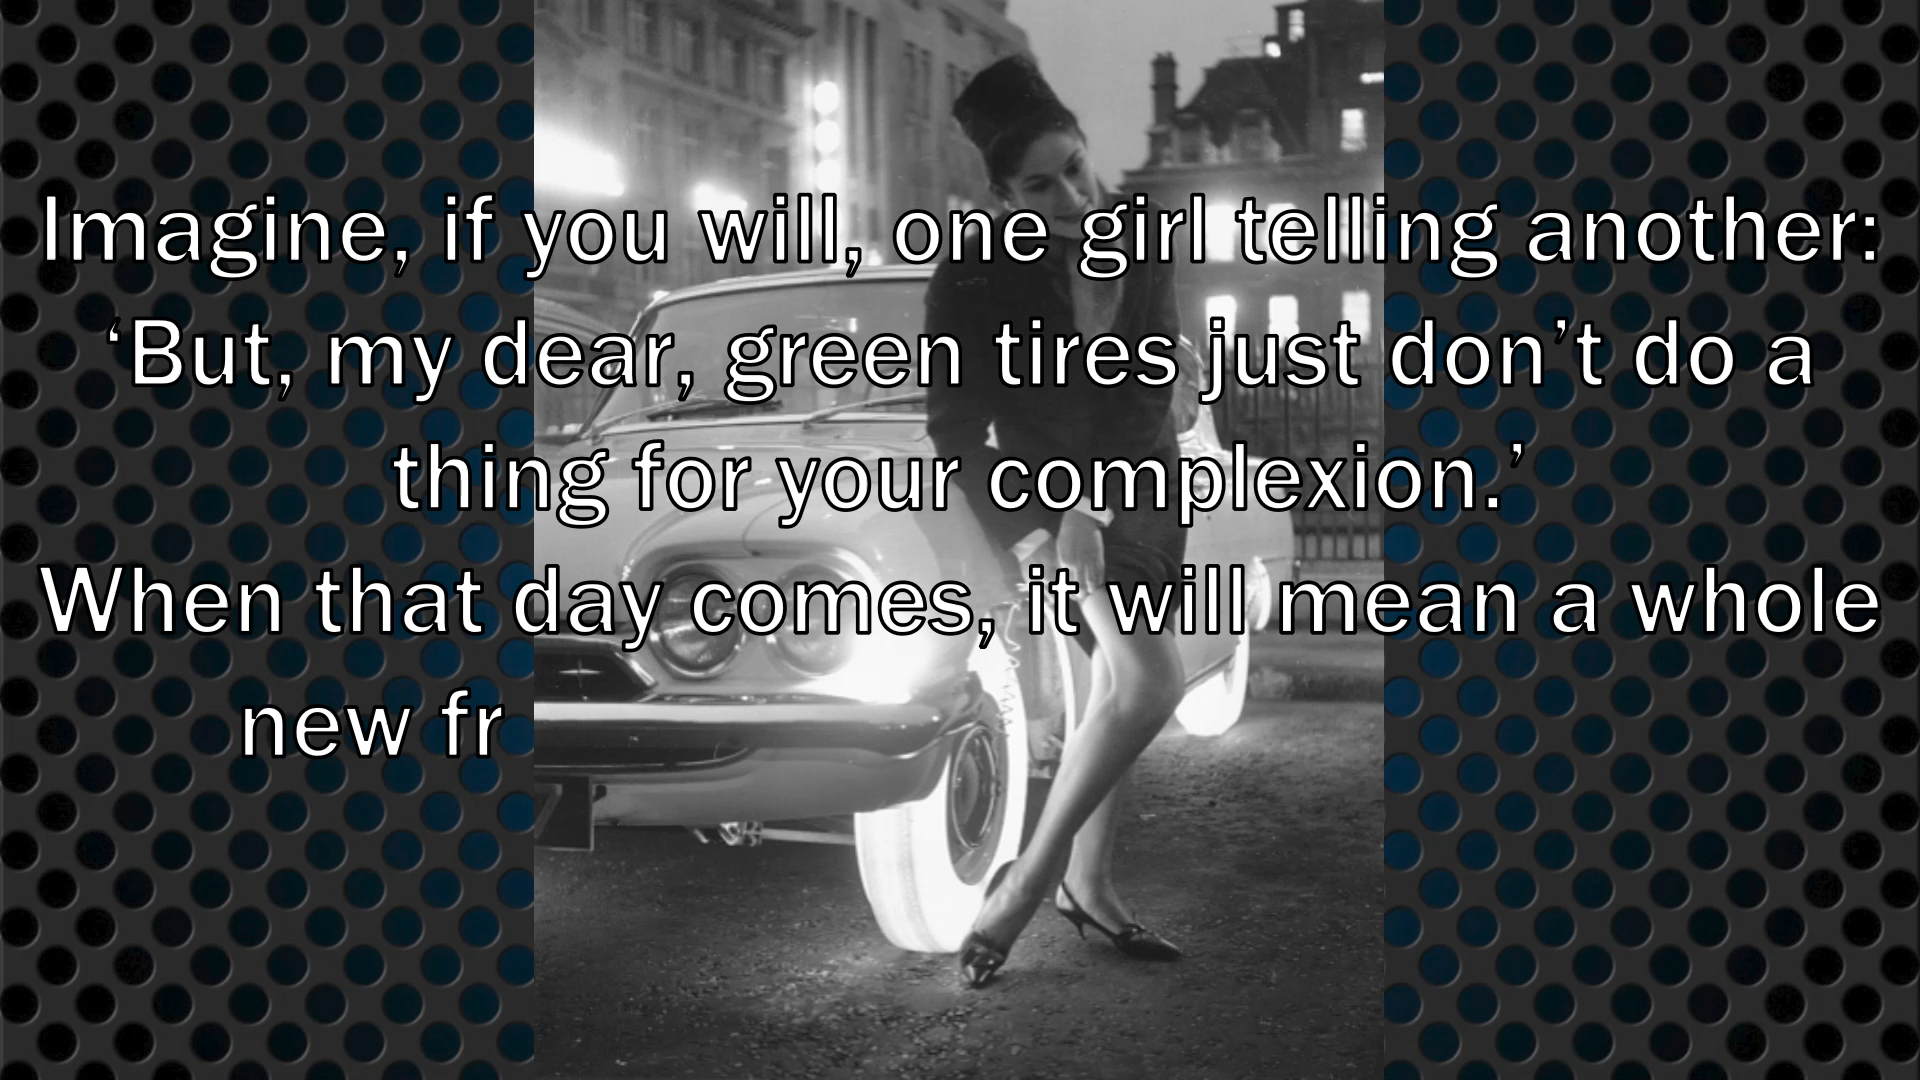 Imagine, if you will, one girl telling another:
‘But, my dear, green tires just don’t do a
thing for your complexion.’
When that day comes, it will mean a whole
new fr